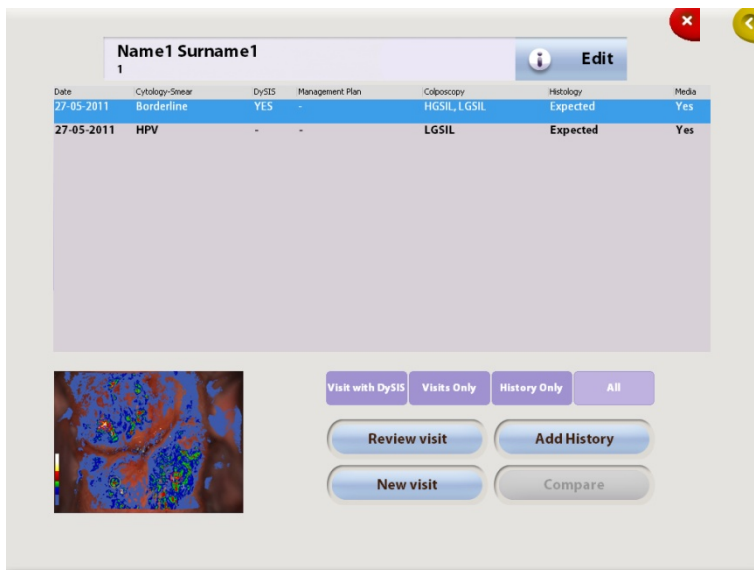 Name1 Surname1
1
Edit
Date Cytology-Smear DySIS Management Plan Colposcopy Histology Media
27-05-2011 Borderline YES - HGSIL, LGSIL Expected Yes
27-05-2011 HPV - - LGSIL Expected Yes
Visit with DySIS Visits Only History Only All
Review visit Add History
New visit Compare